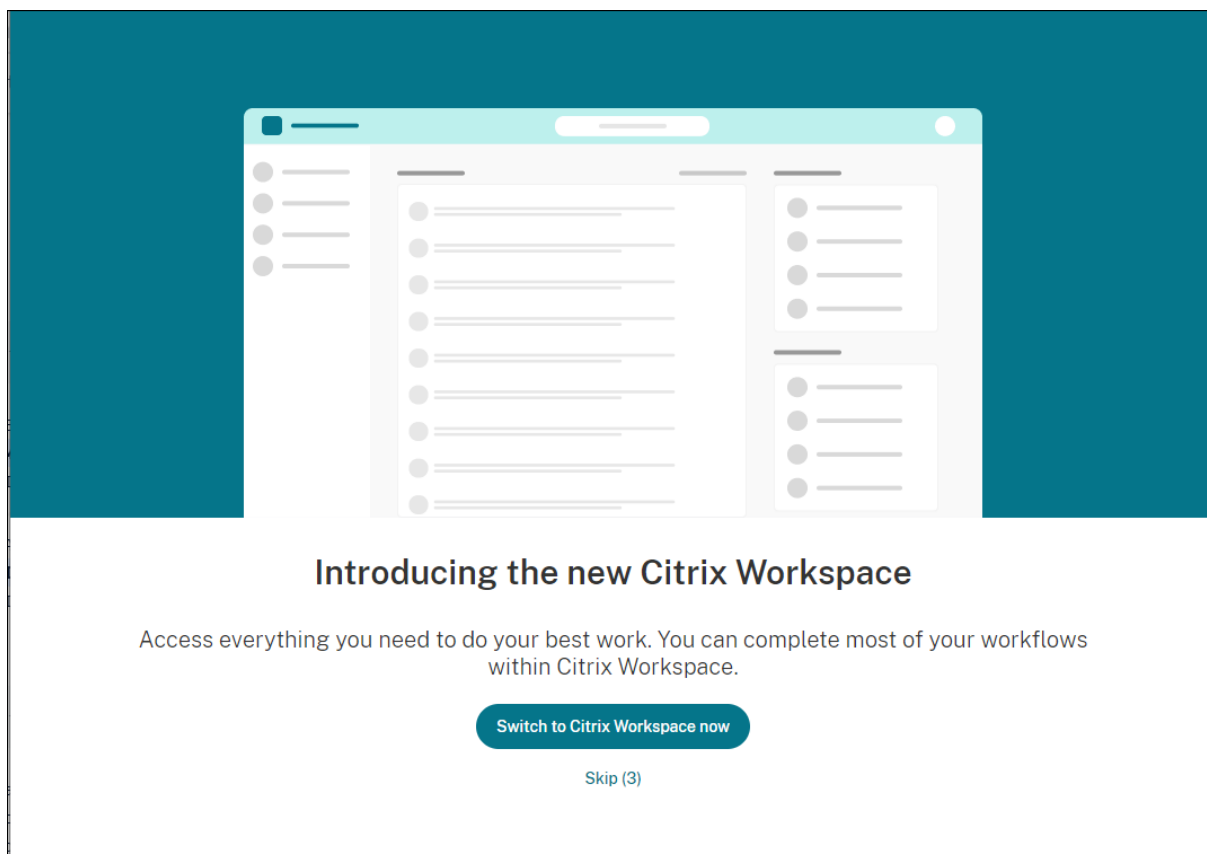 Introducing the new Citrix Workspace
Access everything you need to do your best work. You can complete most of your workflows
within Citrix Workspace.
Switch to Citrix Workspace now
Skip (3)